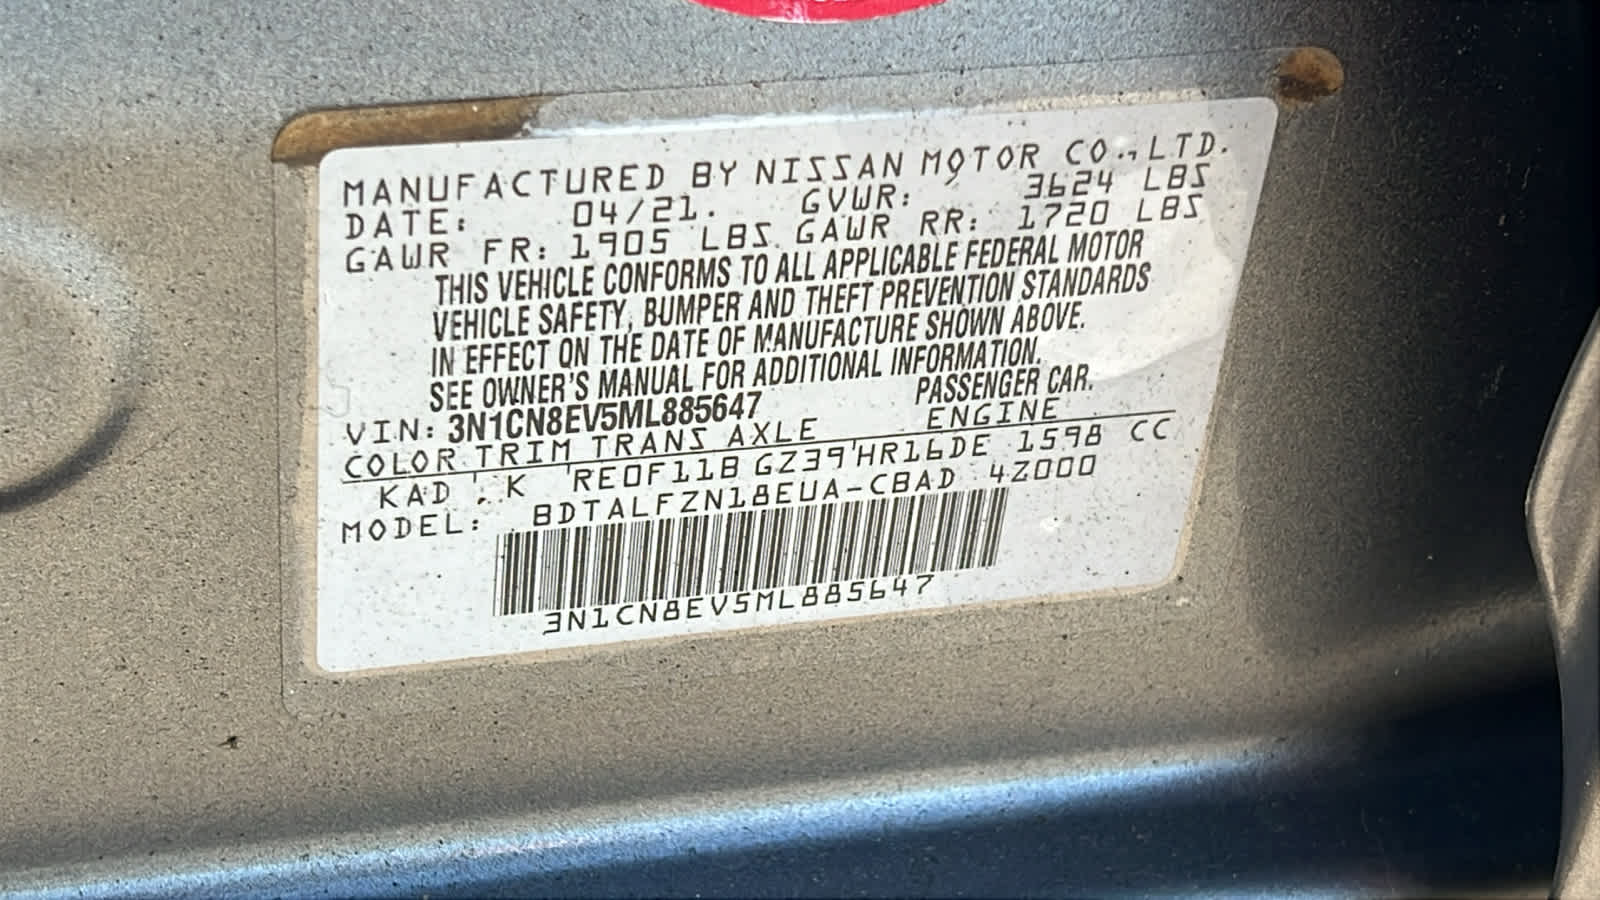 MANUFACTURED BY NISSAN MOTOR CO., LTD.
DATE: 04/21. GVWR: 3624 LBS
GAWR FR: 1905 LBS. GAWR RR: 1720 LBS
THIS VEHICLE CONFORMS TO ALL APPLICABLE FEDERAL MOTOR
VEHICLE SAFETY, BUMPER AND THEFT PREVENTION STANDARDS
IN EFFECT ON THE DATE OF MANUFACTURE SHOWN ABOVE.
SEE OWNER'S MANUAL FOR ADDITIONAL INFORMATION.
VIN: 3N1CN8EV5ML885647 PASSENGER CAR.
COLOR TRIM TRANS AXLE ENGINE
KAD K RE0F11B GZ39 HR16DE 1598 CC
MODEL: BDTALFZN18EUA-CBAD 4Z000
3N1CN8EV5ML885647